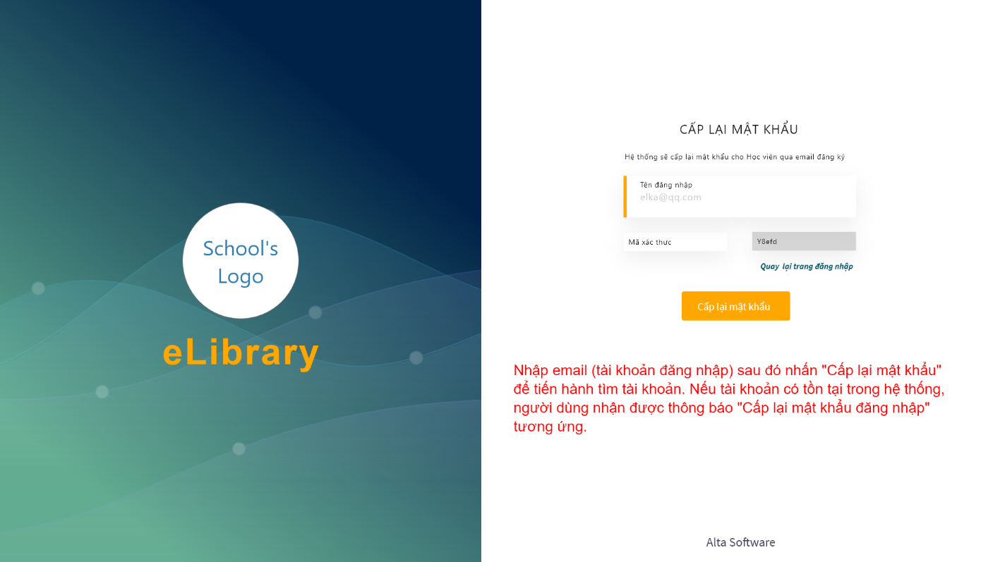 School's
Logo
eLibrary
CẤP LẠI MẬT KHẨU
Hệ thống sẽ cấp lại mật khẩu cho Học viên qua email đăng ký
Tên đăng nhập
elka@qq.com
Mã xác thực
Y8efd
Quay lại trang đăng nhập
Cấp lại mật khẩu
Nhập email (tài khoản đăng nhập) sau đó nhấn "Cấp lại mật khẩu"
để tiến hành tìm tài khoản. Nếu tài khoản có tồn tại trong hệ thống,
người dùng nhận được thông báo "Cấp lại mật khẩu đăng nhập"
tương ứng.
Alta Software